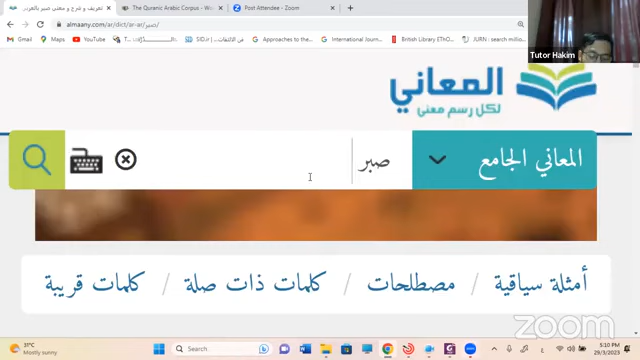 تعريف و شرح و معنى صبر بالعربي
The Quranic Arabic Corpus - W
Post Attendee - Zoom
almaany.com/ar/dict/ar-ar/صبر/
Gmail
YouTube
Maps
SID.ir |
Approaches to the...
International Journ...
British Library EThO...
JURN : search millio...
Tutor Hakim
المعاني
لكل رسم معنى
المعاني الجامع
صبر
أمثلة سياقية / مصطلحات / كلمات ذات صلة / كلمات قريبة
zoom
31°C
Mostly sunny
Search
5:10 PM
29/3/2023